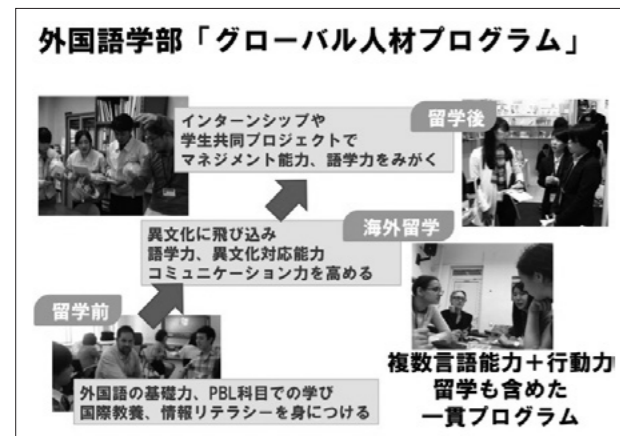 外国語学部「グローバル人材プログラム」
インターンシップや
学生共同プロジェクトで
マネジメント能力、語学力をみがく
留学後
異文化に飛び込み
語学力、異文化対応能力
コミュニケーション力を高める
海外留学
留学前
外国語の基礎力、PBL科目での学び
国際教養、情報リテラシーを身につける
複数言語能力＋行動力
留学も含めた
一貫プログラム